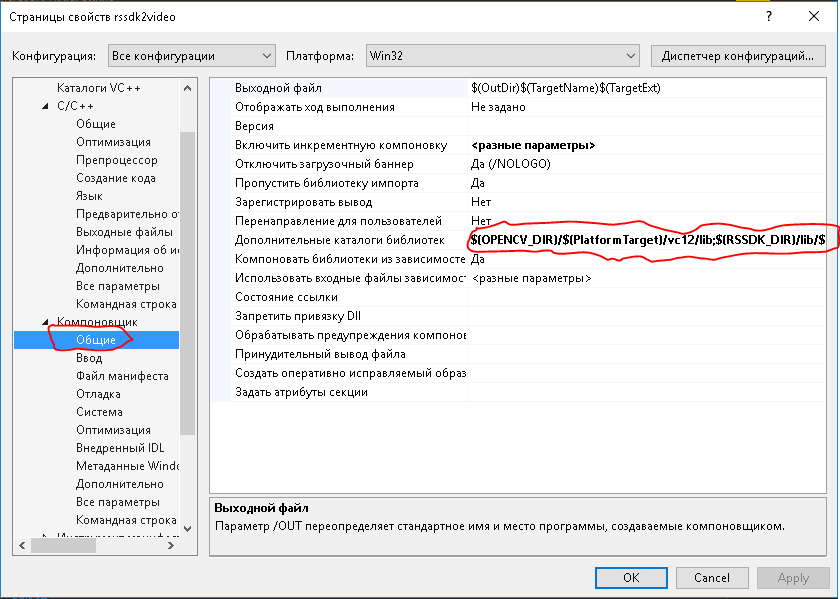 Страницы свойств rssdk2video
? X
Конфигурация: Все конфигурации Платформа: Win32 Диспетчер конфигураций...
Каталоги VC++
C/C++
Общие
Оптимизация
Препроцессор
Создание кода
Язык
Предварительно от
Выходные файлы
Информация об ис
Дополнительно
Все параметры
Командная строка
Компоновщик
Общие
Ввод
Файл манифеста
Отладка
Система
Оптимизация
Внедренный IDL
Метаданные Windo
Дополнительно
Все параметры
Командная строка
Выходной файл $(OutDir)$(TargetName)$(TargetExt)
Отображать ход выполнения Не задано
Версия
Включить инкрементную компоновку <разные параметры>
Отключить загрузочный баннер Да (/NOLOGO)
Пропустить библиотеку импорта Да
Зарегистрировать вывод Нет
Перенаправление для пользователей Нет
Дополнительные каталоги библиотек $(OPENCV_DIR)/$(PlatformTarget)/vc12/lib;$(RSSDK_DIR)/lib/$
Компоновать библиотеки из зависимосте Да
Использовать входные файлы зависимост <разные параметры>
Состояние ссылки
Запретить привязку Dll
Обрабатывать предупреждения компонов
Принудительный вывод файла
Создать оперативно исправляемый образ
Задать атрибуты секции
Выходной файл
Параметр /OUT переопределяет стандартное имя и место программы, создаваемые компоновщиком.
OK Cancel Apply